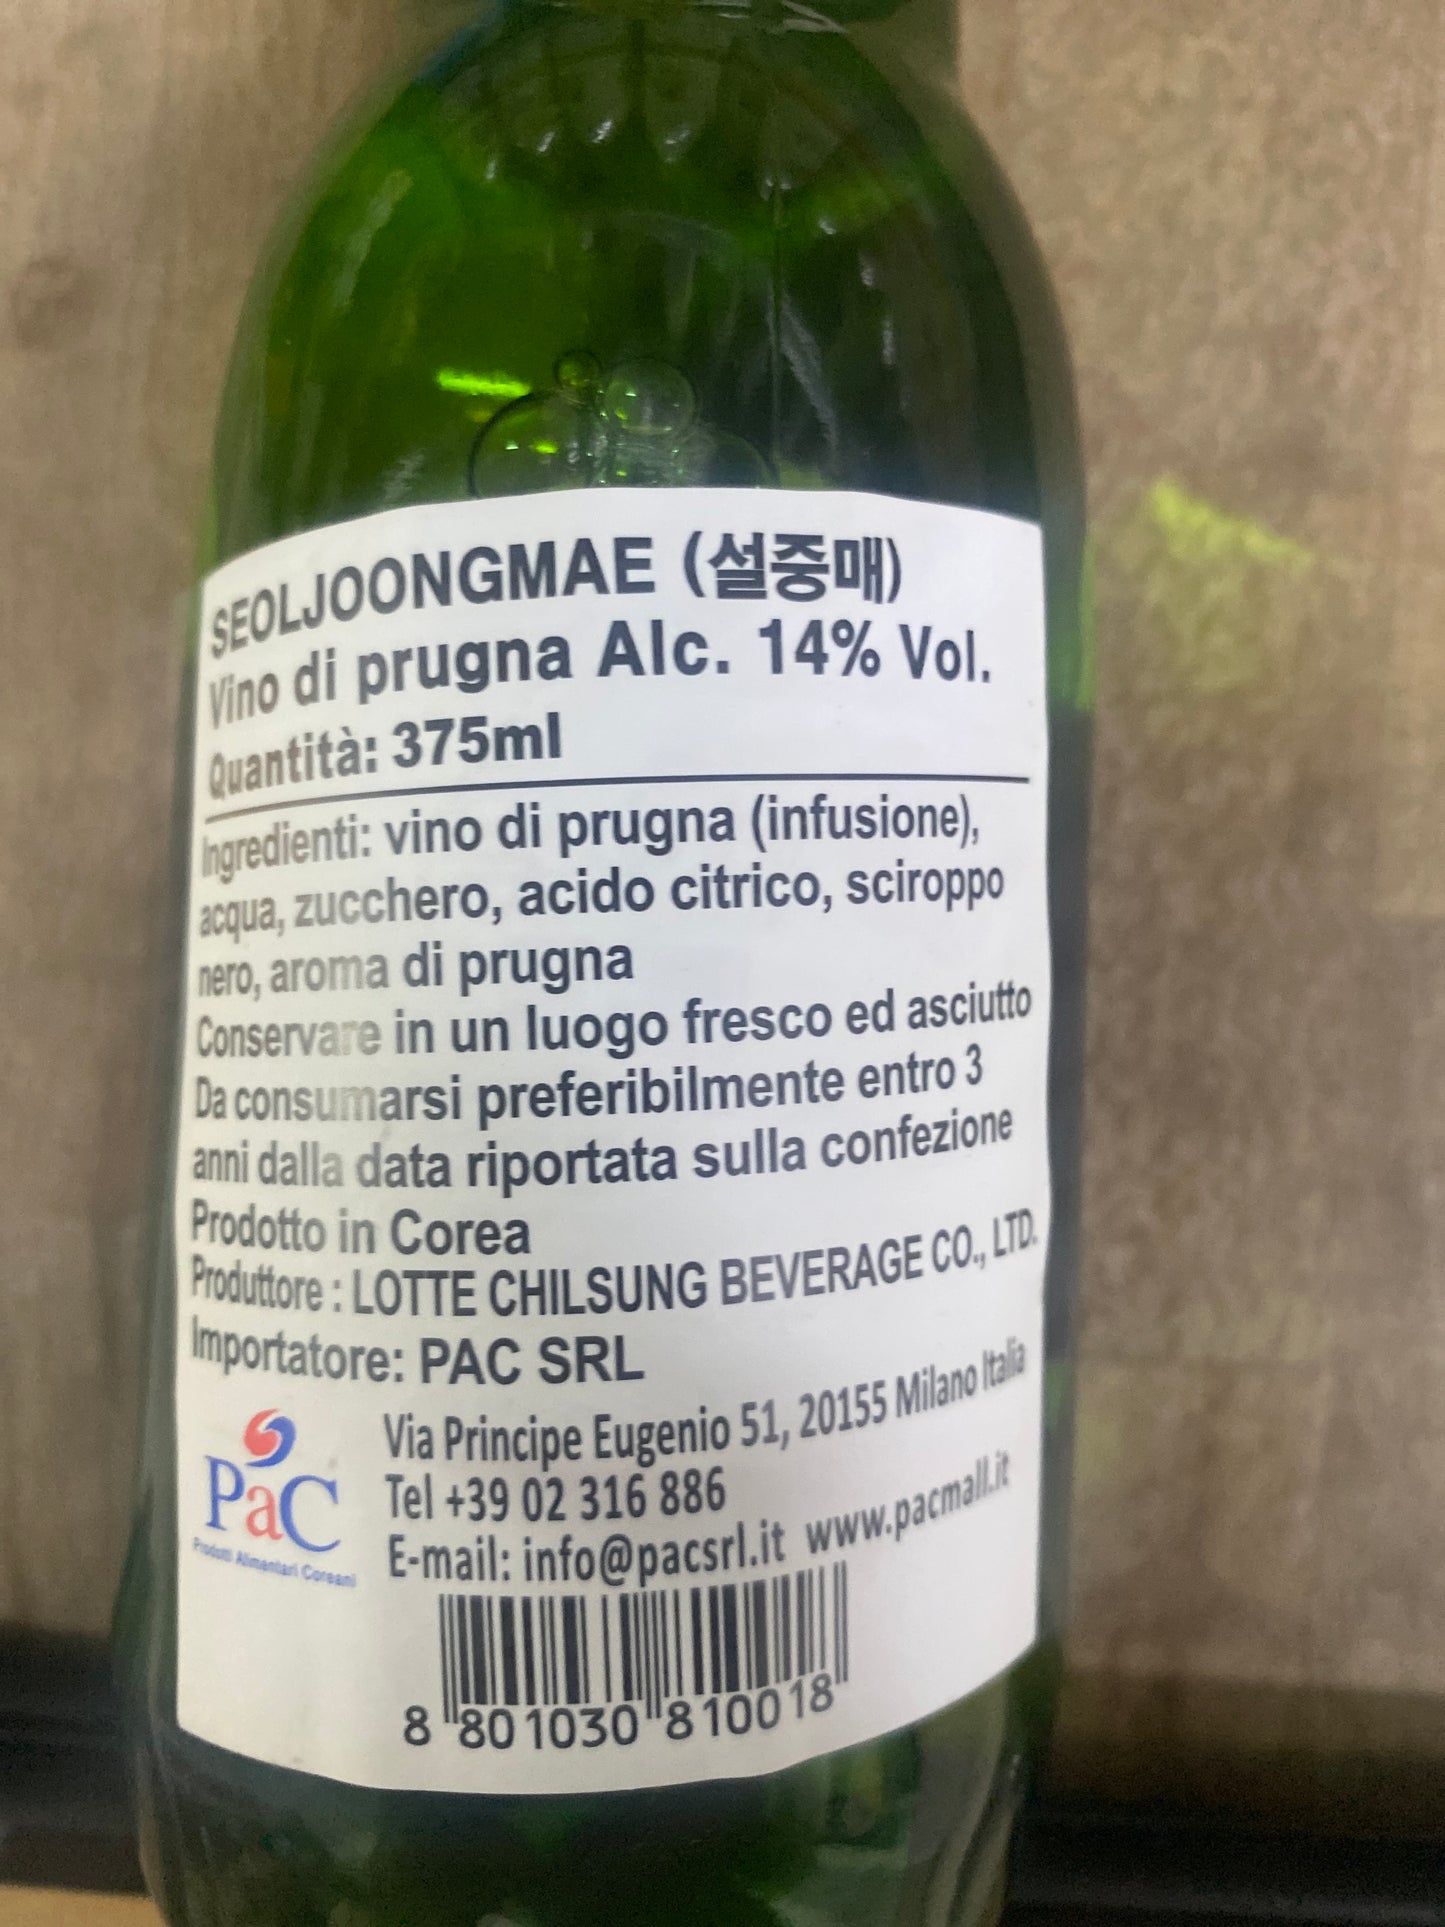 SEOLJOONGMAE (설중매)
Vino di prugna Alc. 14% Vol.
Quantità: 375ml
Ingredienti: vino di prugna (infusione),
acqua, zucchero, acido citrico, sciroppo
nero, aroma di prugna
Conservare in un luogo fresco ed asciutto
Da consumarsi preferibilmente entro 3
anni dalla data riportata sulla confezione
Prodotto in Corea
Produttore : LOTTE CHILSUNG BEVERAGE CO., LTD.
Importatore: PAC SRL
Via Principe Eugenio 51, 20155 Milano Italia
Tel +39 02 316 886
E-mail: info@pacsrl.it www.pacmall.it
PaC
Prodotti Alimentari Coreani
8 801030 810018